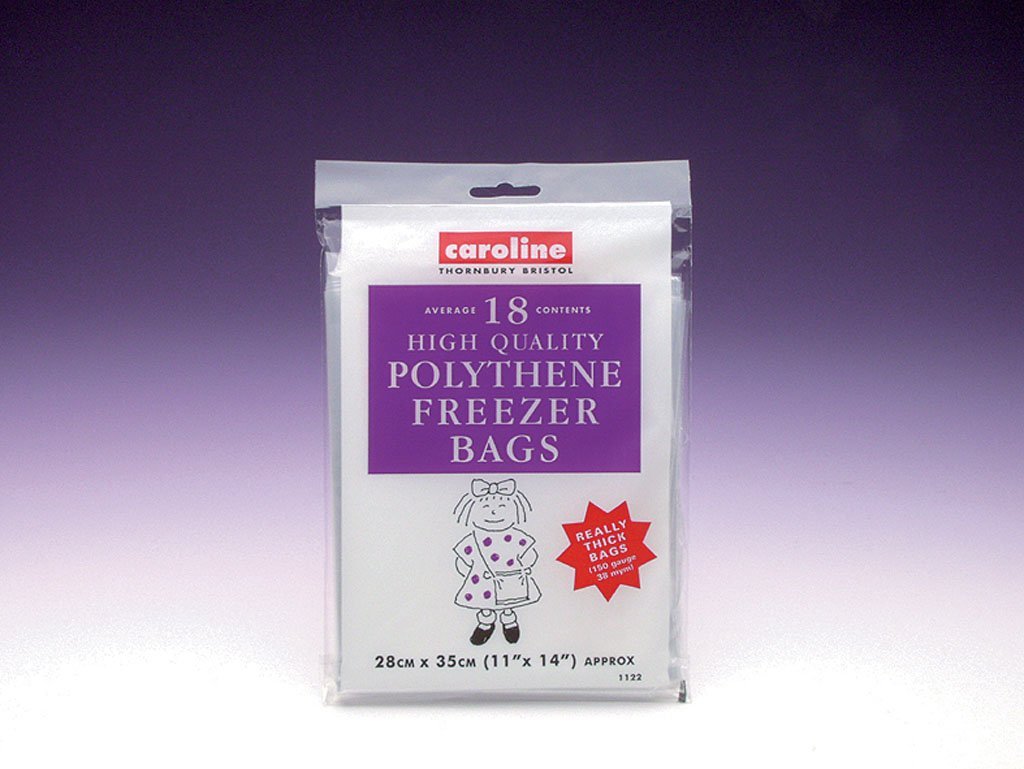 caroline
THORNBURY BRISTOL
AVERAGE 18 CONTENTS
HIGH QUALITY
POLYTHENE
FREEZER
BAGS
REALLY
THICK
BAGS
(150 gauge
38 mym)
28CM x 35CM (11"x 14") APPROX
1122